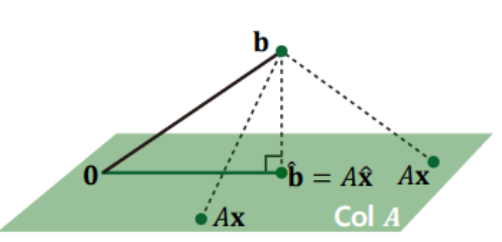 b
0
b̂ = Ax̂
Ax
Ax
Col A